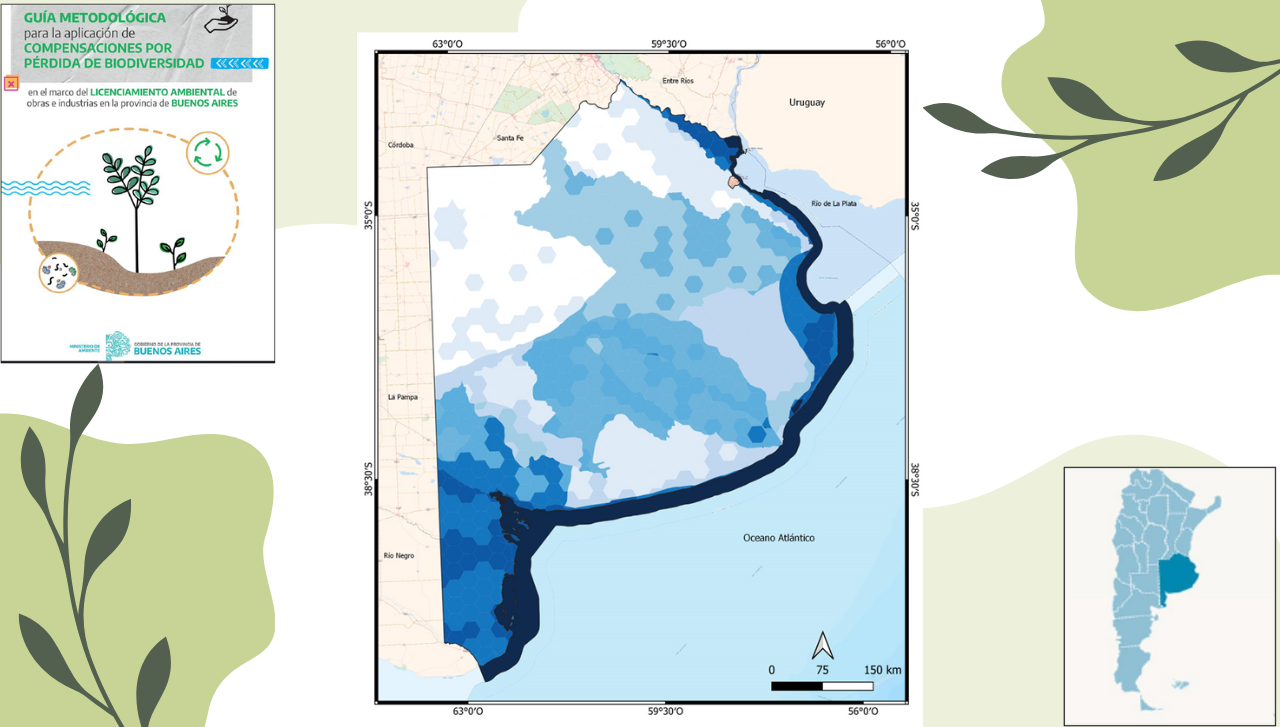 GUÍA METODOLÓGICA
para la aplicación de
COMPENSACIONES POR
PÉRDIDA DE BIODIVERSIDAD
en el marco del LICENCIAMIENTO AMBIENTAL de
obras e industrias en la provincia de BUENOS AIRES
MINISTERIO DE
AMBIENTE
GOBIERNO DE LA PROVINCIA DE
BUENOS AIRES
63°0'O
59°30'O
56°0'O
Entre Ríos
Uruguay
Santa Fe
Córdoba
Río de La Plata
35°0'S
35°0'S
La Pampa
38°30'S
38°30'S
Oceano Atlántico
Río Negro
0 75 150 km
63°0'O
59°30'O
56°0'O